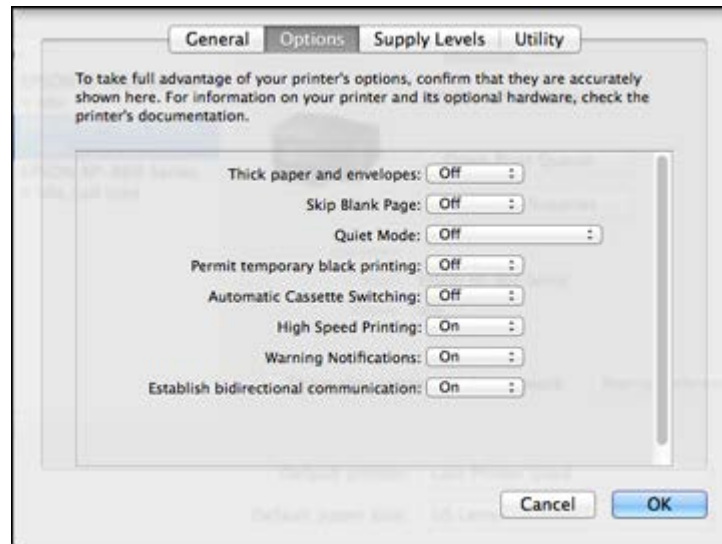 General Options Supply Levels Utility
To take full advantage of your printer's options, confirm that they are accurately
shown here. For information on your printer and its optional hardware, check the
printer's documentation.
Thick paper and envelopes: Off
Skip Blank Page: Off
Quiet Mode: Off
Permit temporary black printing: Off
Automatic Cassette Switching: Off
High Speed Printing: On
Warning Notifications: On
Establish bidirectional communication: On
Cancel OK